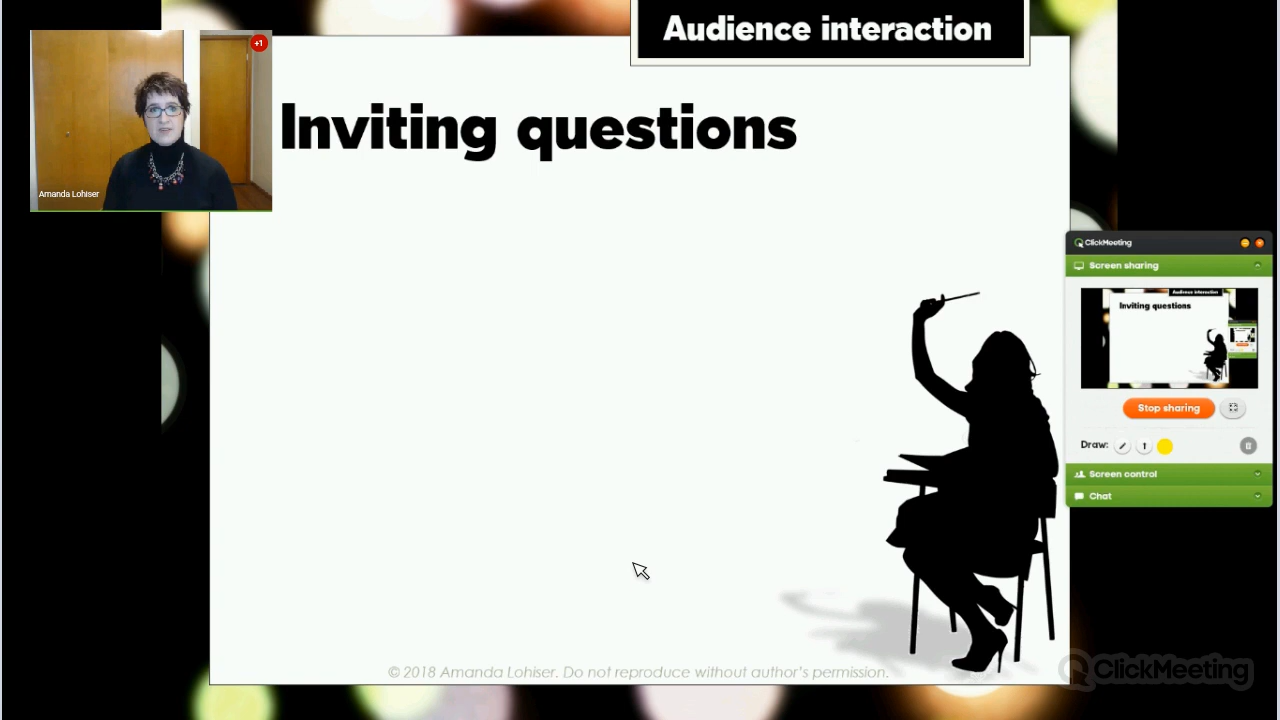 Audience interaction
+1
Inviting questions
Amanda Lohiser
ClickMeeting
Screen sharing
Audience interaction
Inviting questions
Stop sharing
Draw:
Screen control
Chat
© 2018 Amanda Lohiser. Do not reproduce without author's permission.
ClickMeeting